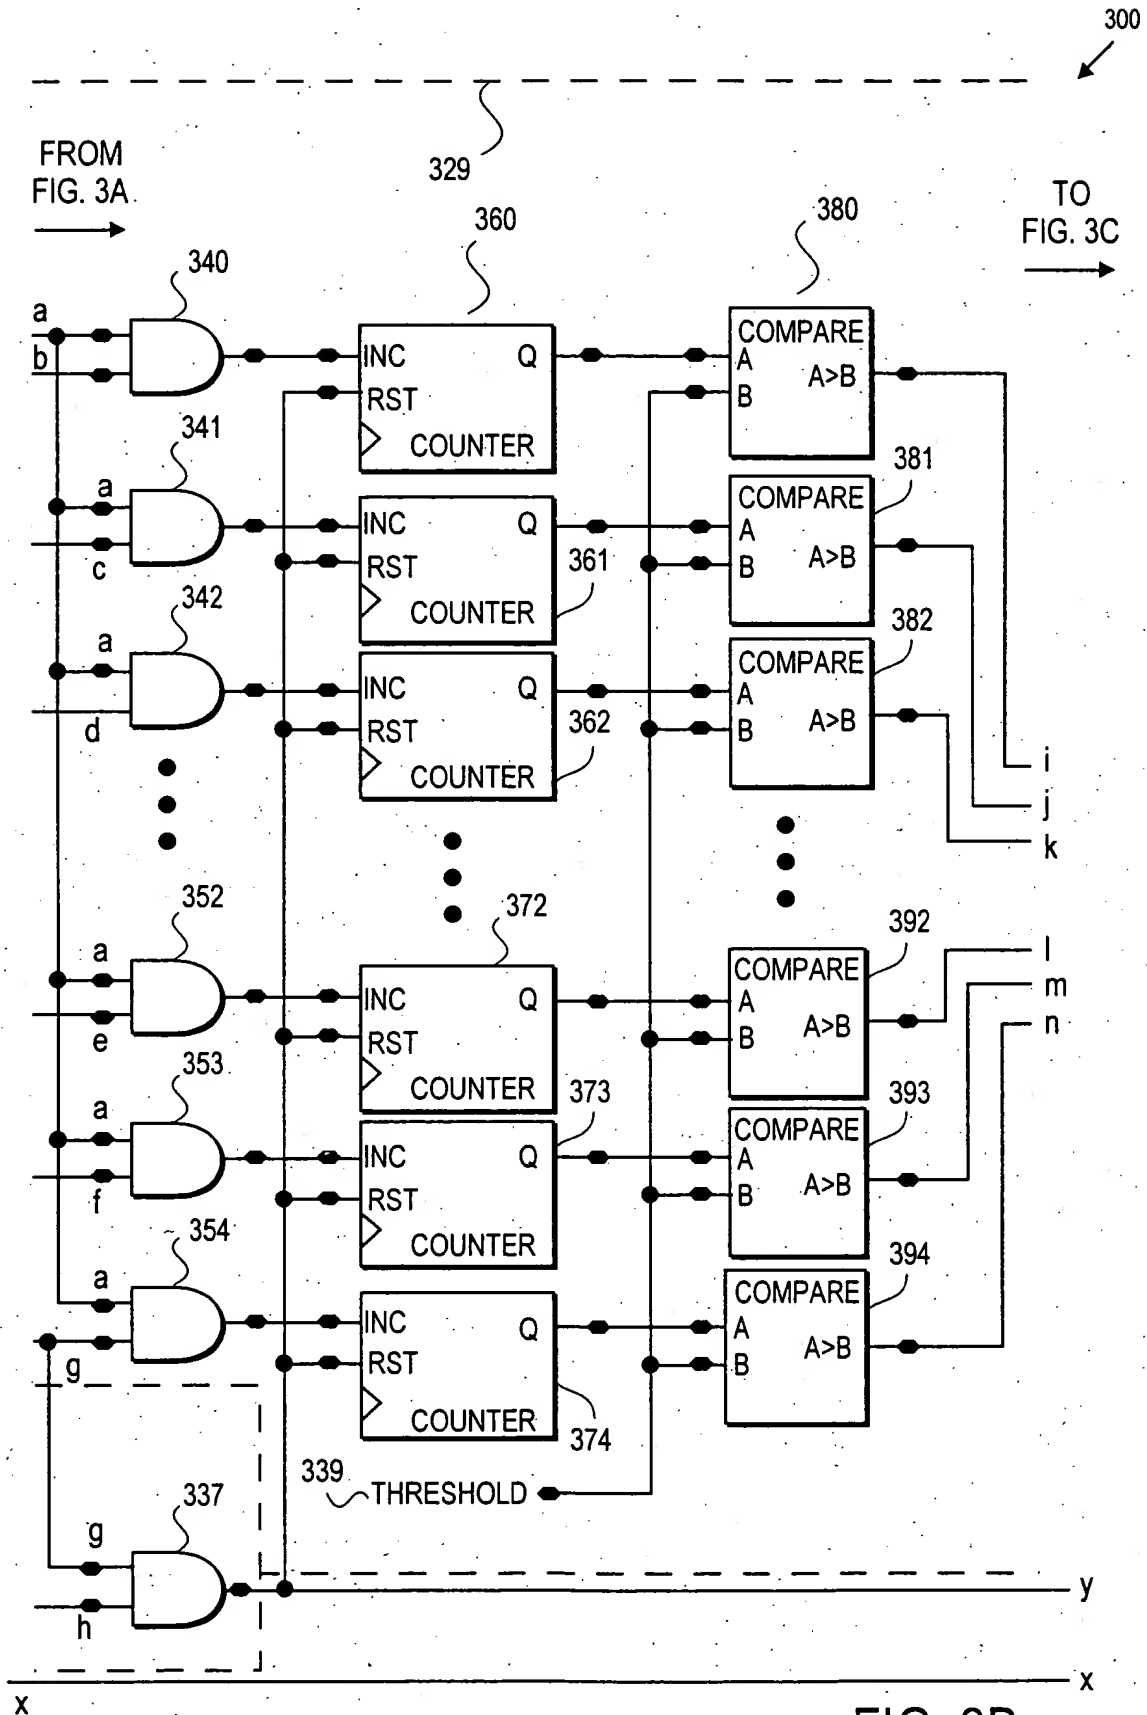 300
329
FROM
FIG. 3A
TO
FIG. 3C
340
360
380
a
b
INC
Q
RST
COUNTER
COMPARE
A
B
A>B
341
a
c
INC
Q
RST
COUNTER
361
COMPARE
A
B
A>B
381
342
a
d
INC
Q
RST
COUNTER
362
COMPARE
A
B
A>B
382
i
j
k
352
a
e
372
INC
Q
RST
COUNTER
COMPARE
A
B
A>B
392
l
m
n
353
a
f
INC
Q
RST
COUNTER
373
COMPARE
A
B
A>B
393
354
a
g
INC
Q
RST
COUNTER
374
COMPARE
A
B
A>B
394
339
THRESHOLD
337
g
h
y
x
x